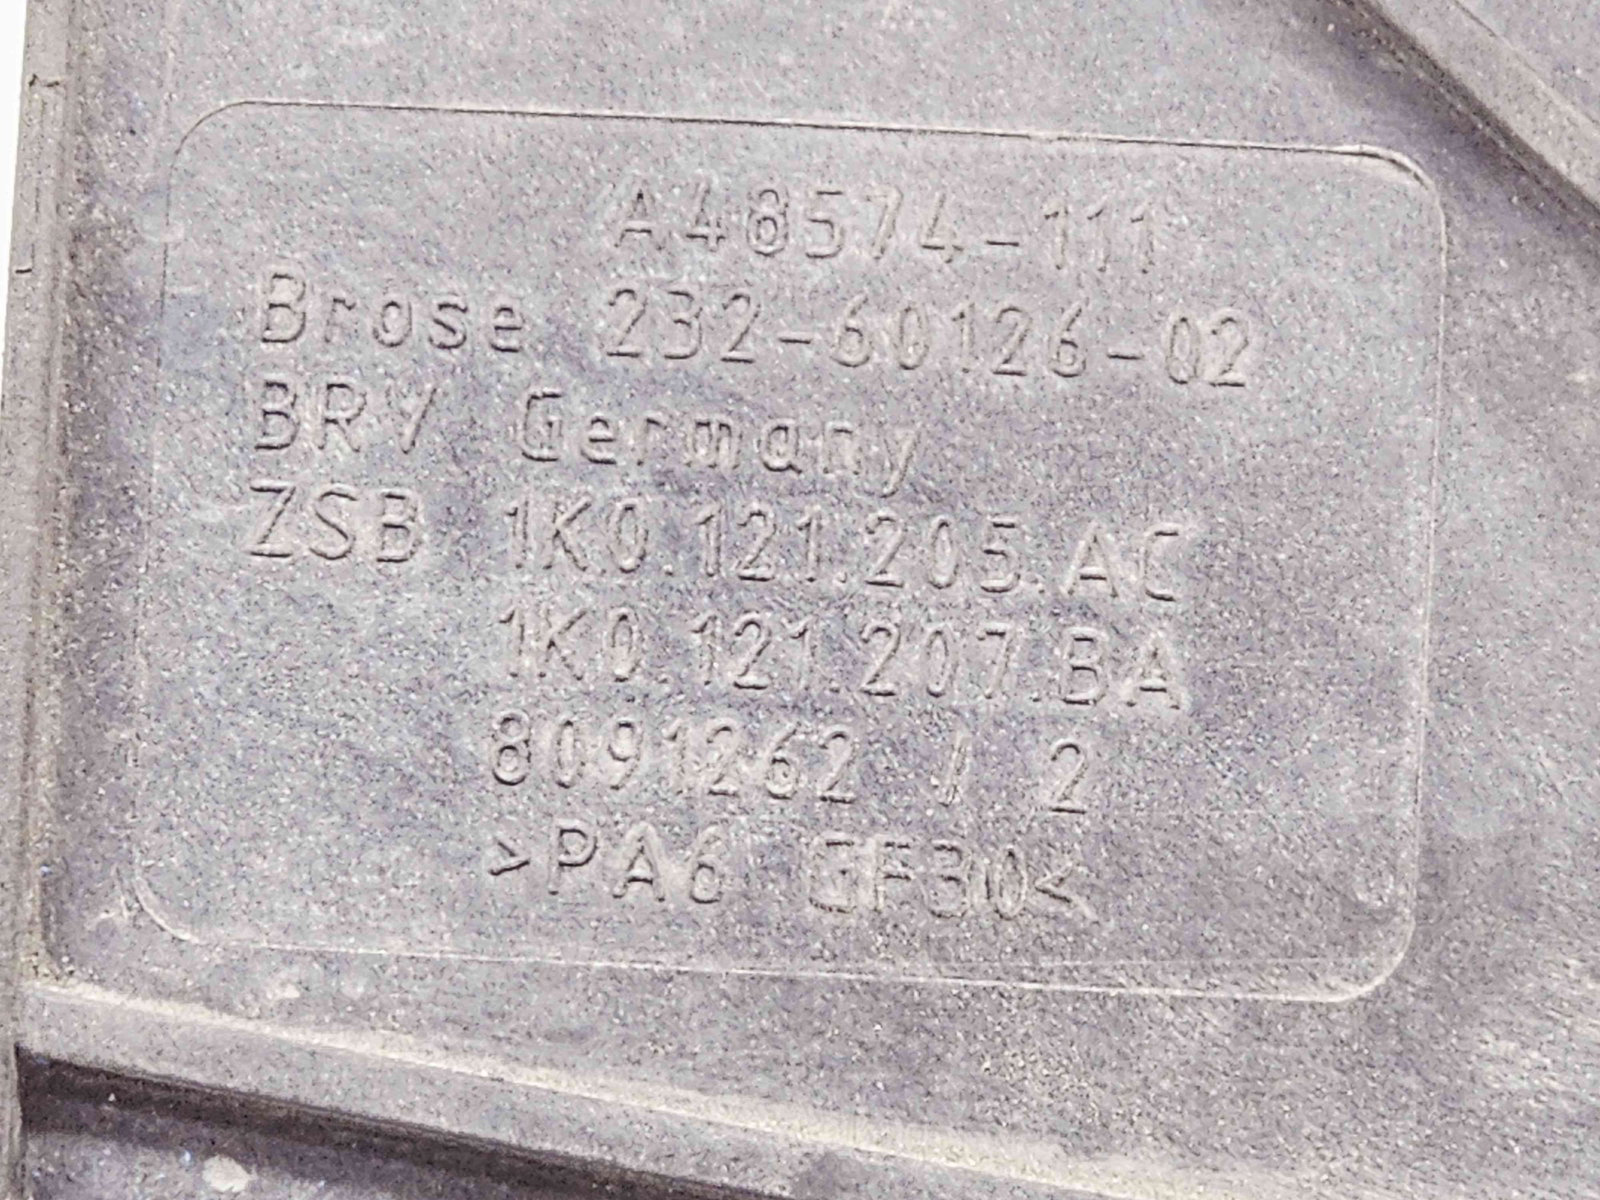 A48574-111
Brose 2B2-60126-02
BRV Germany
ZSB 1K0.121.205.AC
1K0.121.207.BA
8091262 / 2
>PA6 GF30<